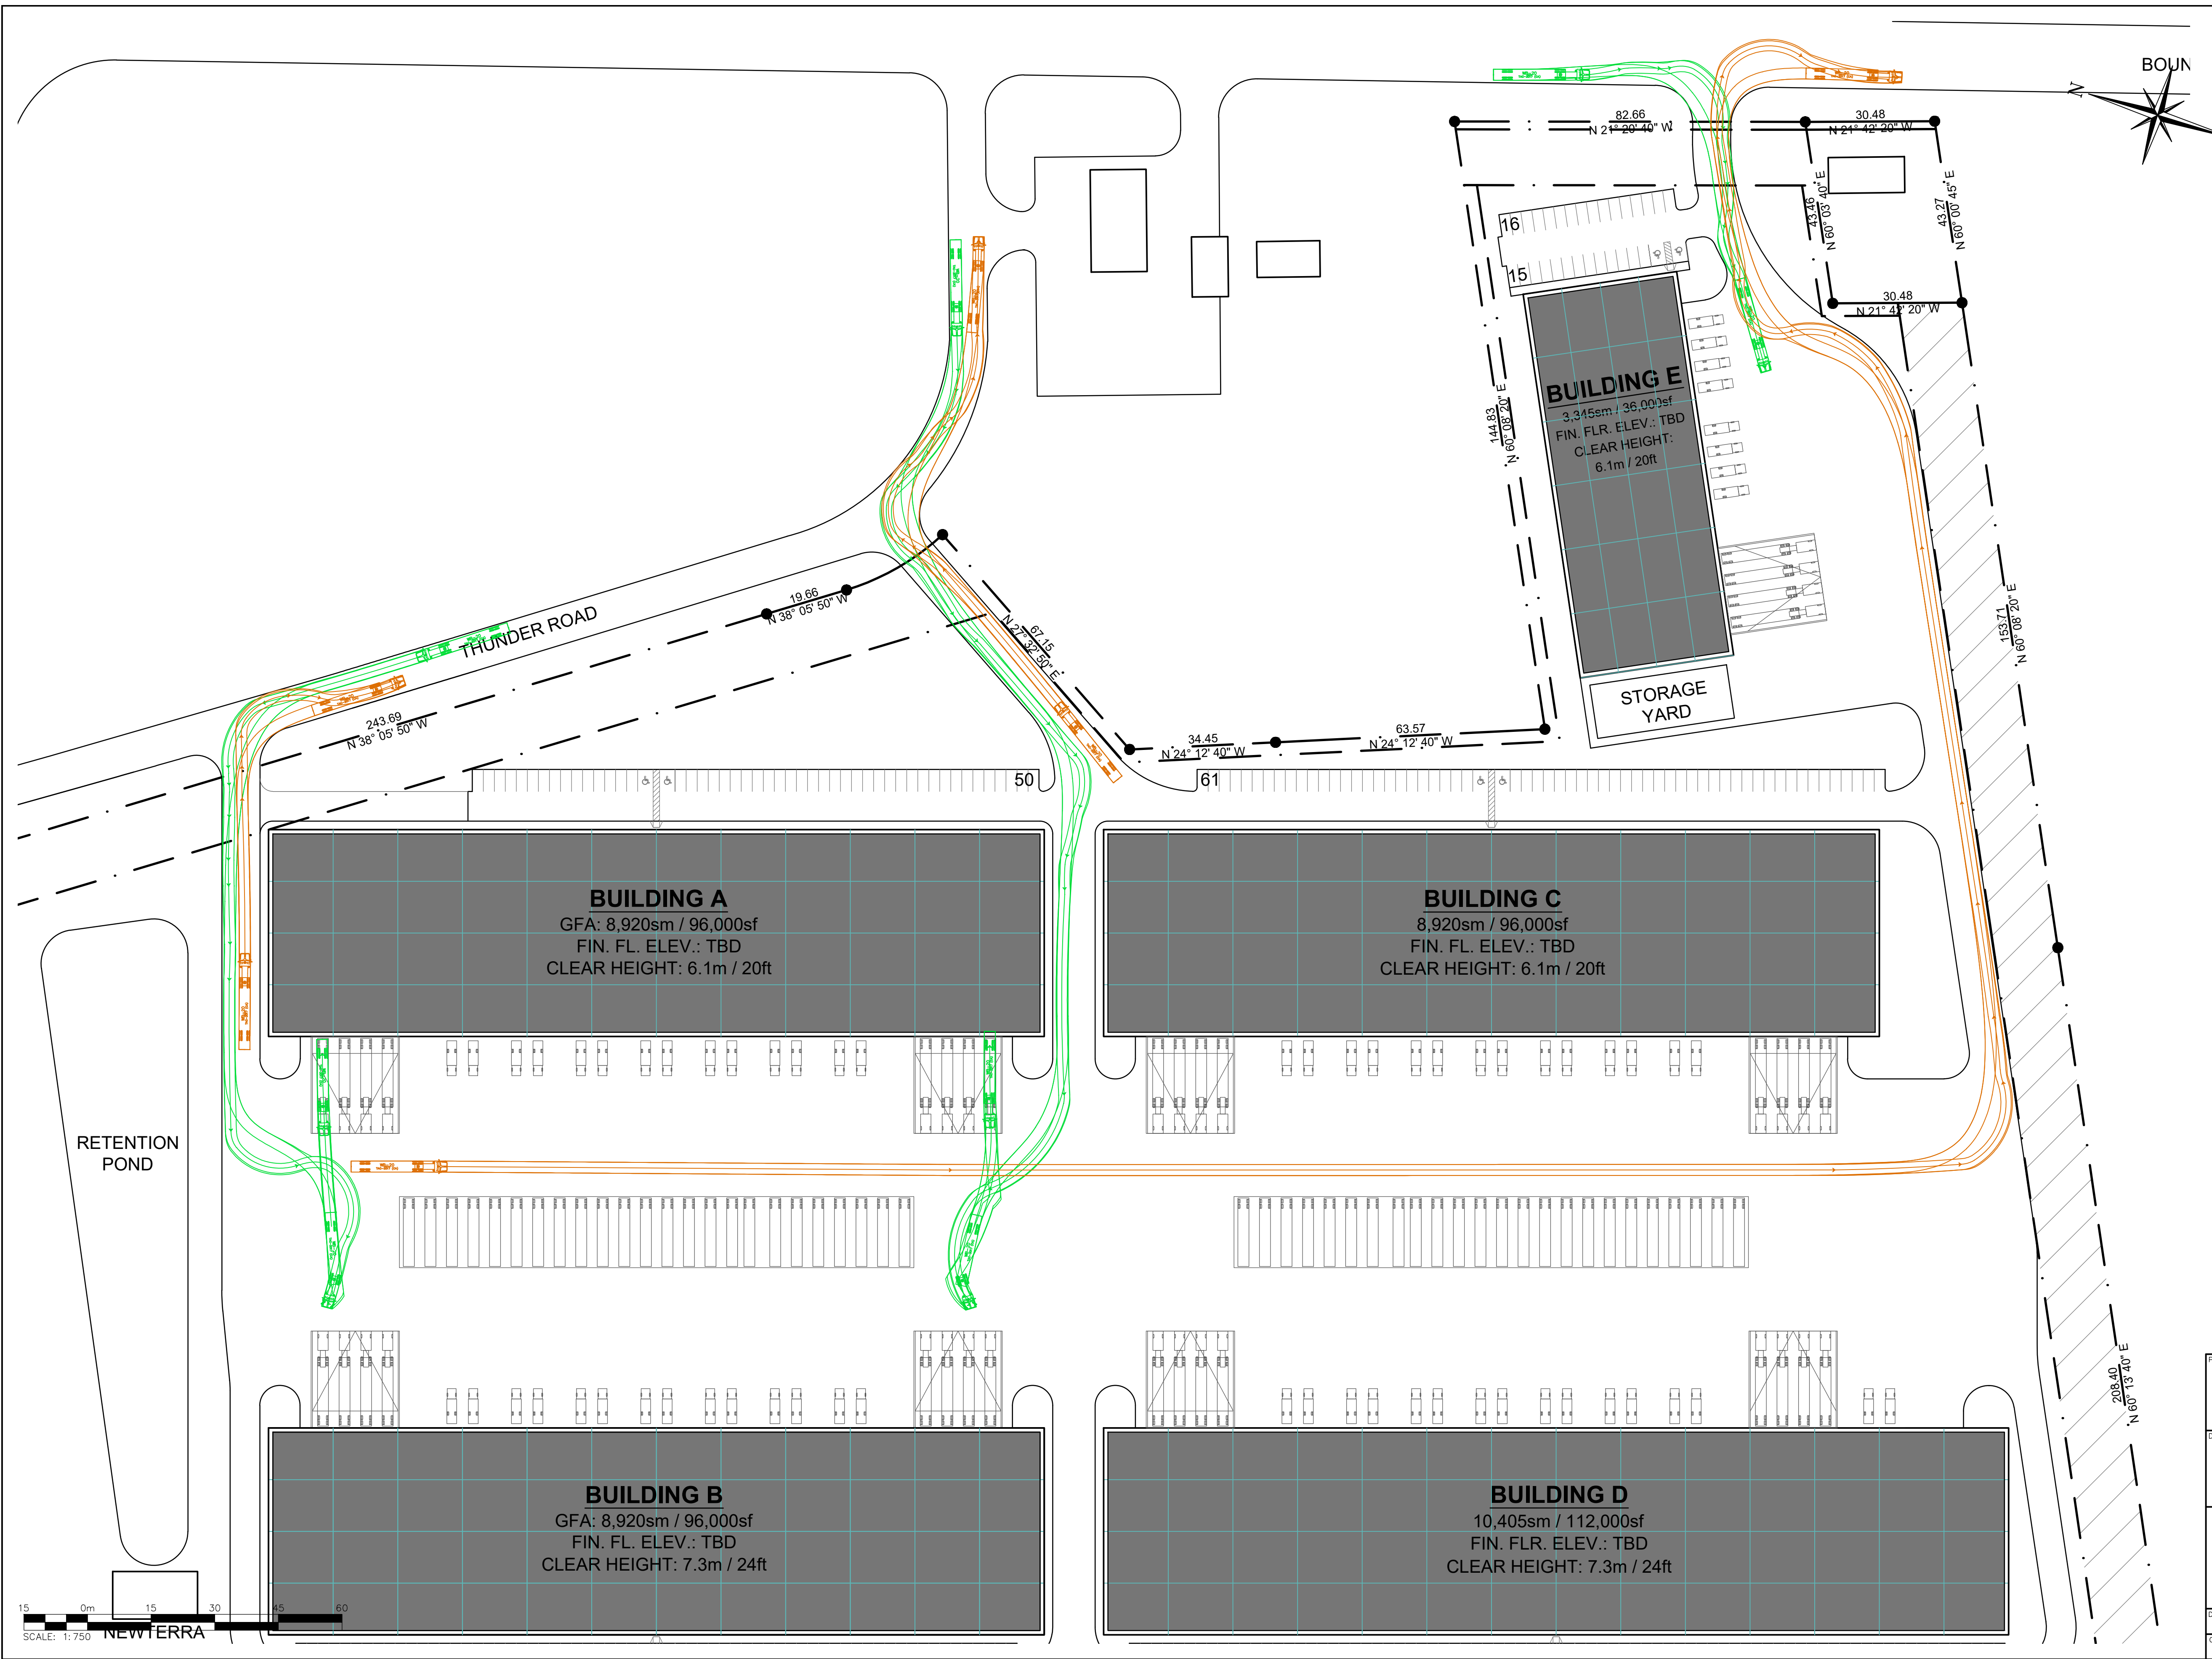 BOUN
N
82.66
N 21° 20' 40" W
30.48
N 21° 42' 20" W
43.46
N 60° 03' 40" E
43.27
N 60° 00' 45" E
30.48
N 21° 42' 20" W
16
15
BUILDING E
3,345sm / 36,000sf
FIN. FLR. ELEV.: TBD
CLEAR HEIGHT:
6.1m / 20ft
144.83
N 60° 08' 20" E
STORAGE
YARD
153.71
N 60° 08' 20" E
THUNDER ROAD
19.66
N 38° 05' 50" W
243.69
N 38° 05' 50" W
67.15
N 27° 32' 50" E
34.45
N 24° 12' 40" W
63.57
N 24° 12' 40" W
50
61
BUILDING A
GFA: 8,920sm / 96,000sf
FIN. FL. ELEV.: TBD
CLEAR HEIGHT: 6.1m / 20ft
BUILDING C
8,920sm / 96,000sf
FIN. FL. ELEV.: TBD
CLEAR HEIGHT: 6.1m / 20ft
RETENTION
POND
208.40
N 60° 13' 40" E
BUILDING B
GFA: 8,920sm / 96,000sf
FIN. FL. ELEV.: TBD
CLEAR HEIGHT: 7.3m / 24ft
BUILDING D
10,405sm / 112,000sf
FIN. FLR. ELEV.: TBD
CLEAR HEIGHT: 7.3m / 24ft
15 0m 15 30 45 60
SCALE: 1:750
NEWTERRA